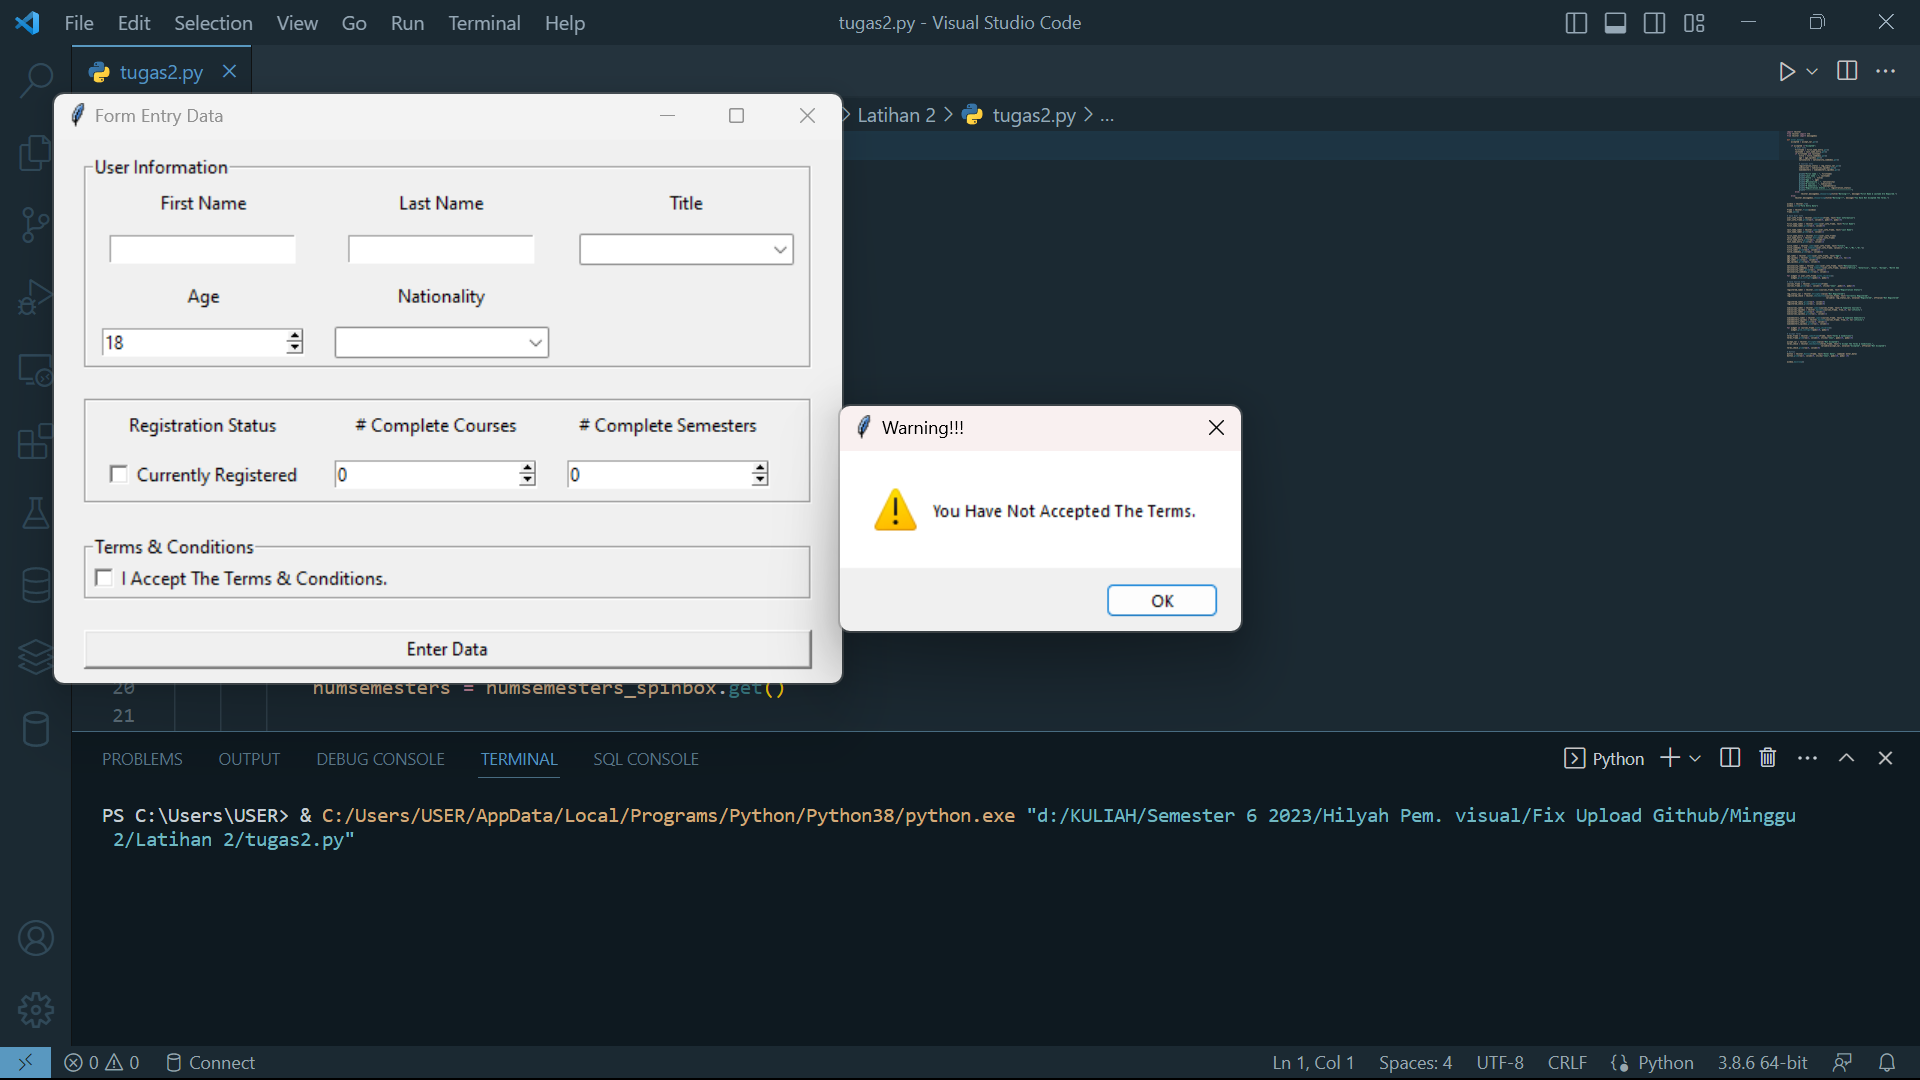 File Edit Selection View Go Run Terminal Help
tugas2.py - Visual Studio Code
tugas2.py
Form Entry Data
Latihan 2 > tugas2.py > ...
User Information
First Name Last Name Title
Age Nationality
18
Registration Status # Complete Courses # Complete Semesters
Currently Registered 0 0
Terms & Conditions
I Accept The Terms & Conditions.
Enter Data
Warning!!!
You Have Not Accepted The Terms.
OK
20 numsemesters = numsemesters_spinbox.get()
21
PROBLEMS OUTPUT DEBUG CONSOLE TERMINAL SQL CONSOLE
Python
PS C:\Users\USER> & C:/Users/USER/AppData/Local/Programs/Python/Python38/python.exe "d:/KULIAH/Semester 6 2023/Hilyah Pem. visual/Fix Upload Github/Minggu
2/Latihan 2/tugas2.py"
0 0 Connect
Ln 1, Col 1 Spaces: 4 UTF-8 CRLF Python 3.8.6 64-bit